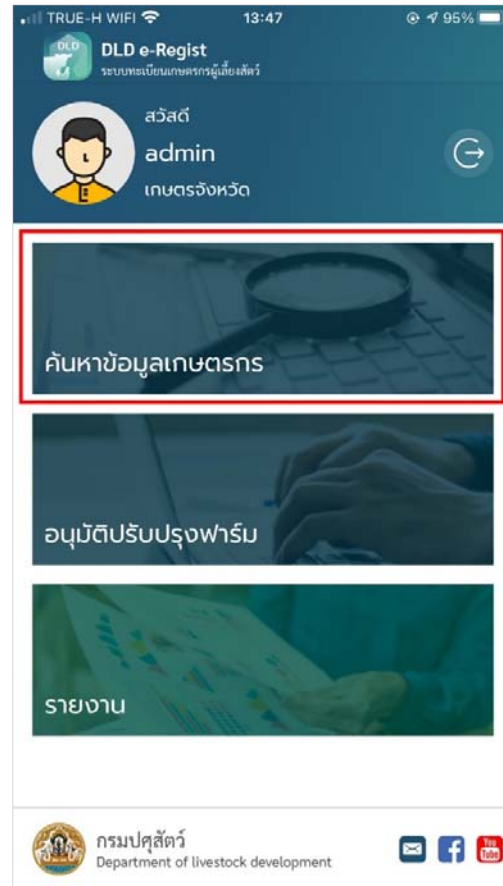 TRUE-H WIFI 13:47 95%
DLD
DLD e-Regist
ระบบทะเบียนเกษตรกรผู้เลี้ยงสัตว์
สวัสดี
admin
เกษตรจังหวัด
ค้นหาข้อมูลเกษตรกร
อนุมัติปรับปรุงฟาร์ม
รายงาน
กรมปศุสัตว์
Department of livestock development
You
Tube